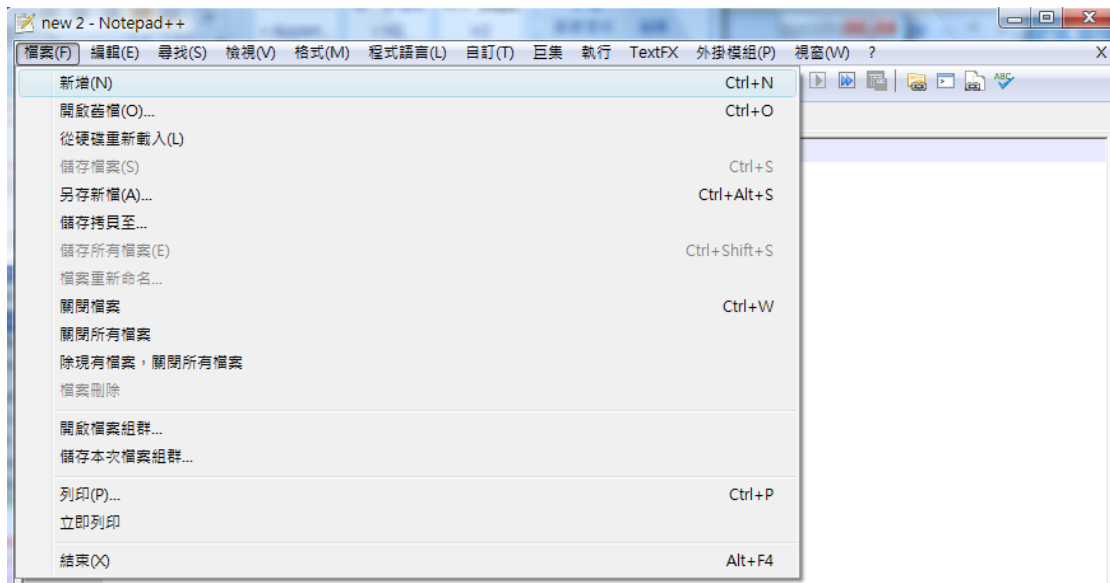 new 2 - Notepad++
檔案(F) 編輯(E) 尋找(S) 檢視(V) 格式(M) 程式語言(L) 自訂(T) 巨集 執行 TextFX 外掛模組(P) 視窗(W) ? X
新增(N) Ctrl+N
開啟舊檔(O)... Ctrl+O
從硬碟重新載入(L)
儲存檔案(S) Ctrl+S
另存新檔(A)... Ctrl+Alt+S
儲存拷貝至...
儲存所有檔案(E) Ctrl+Shift+S
檔案重新命名...
關閉檔案 Ctrl+W
關閉所有檔案
除現有檔案，關閉所有檔案
檔案刪除
開啟檔案組群...
儲存本次檔案組群...
列印(P)... Ctrl+P
立即列印
結束(X) Alt+F4
ABC